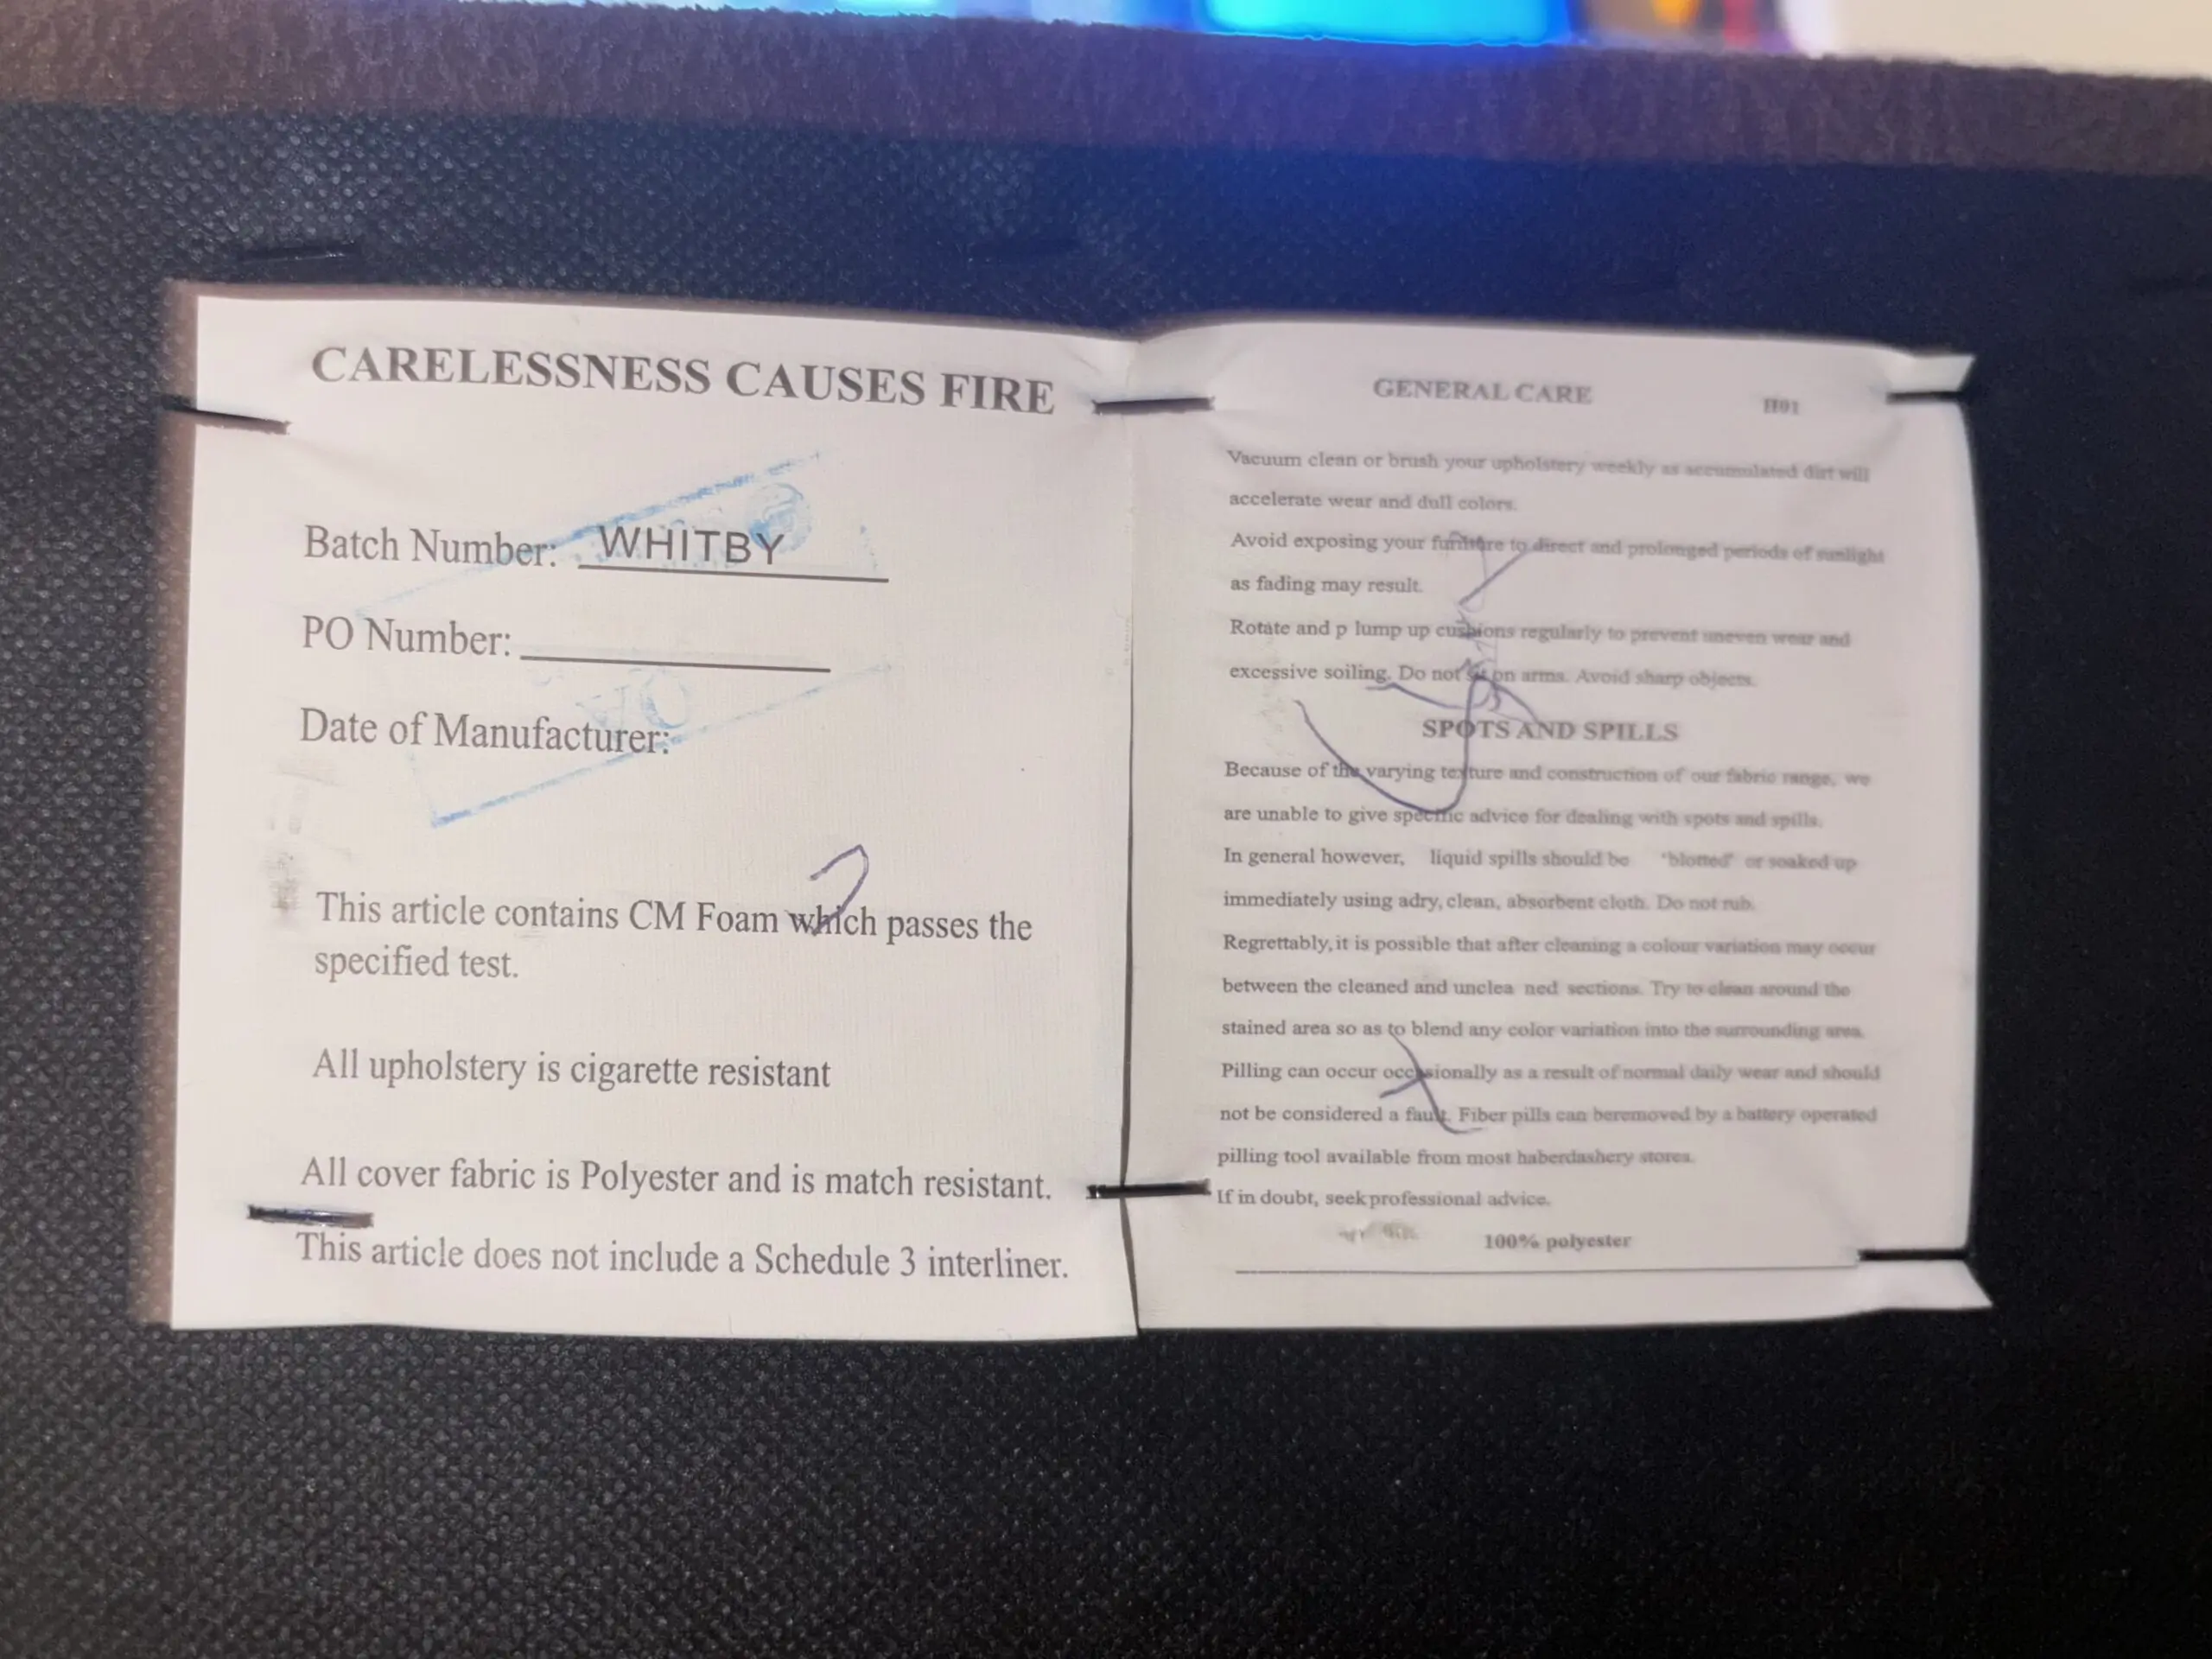 CARELESSNESS CAUSES FIRE
Batch Number: WHITBY
PO Number:
Date of Manufacturer:
This article contains CM Foam which passes the
specified test.
All upholstery is cigarette resistant
All cover fabric is Polyester and is match resistant.
This article does not include a Schedule 3 interliner.
GENERAL CARE
H01
Vacuum clean or brush your upholstery weekly as accumulated dirt will
accelerate wear and dull colors.
Avoid exposing your furniture to direct and prolonged periods of sunlight
as fading may result.
Rotate and p lump up cushions regularly to prevent uneven wear and
excessive soiling. Do not sit on arms. Avoid sharp objects.
SPOTS AND SPILLS
Because of the varying texture and construction of our fabric range, we
are unable to give specific advice for dealing with spots and spills.
In general however, liquid spills should be "blotted" or soaked up
immediately using adry, clean, absorbent cloth. Do not rub.
Regrettably, it is possible that after cleaning a colour variation may occur
between the cleaned and unclea ned sections. Try to clean around the
stained area so as to blend any color variation into the surrounding area.
Pilling can occur occasionally as a result of normal daily wear and should
not be considered a fault. Fiber pills can beremoved by a battery operated
pilling tool available from most haberdashery stores.
If in doubt, seek professional advice.
100% polyester